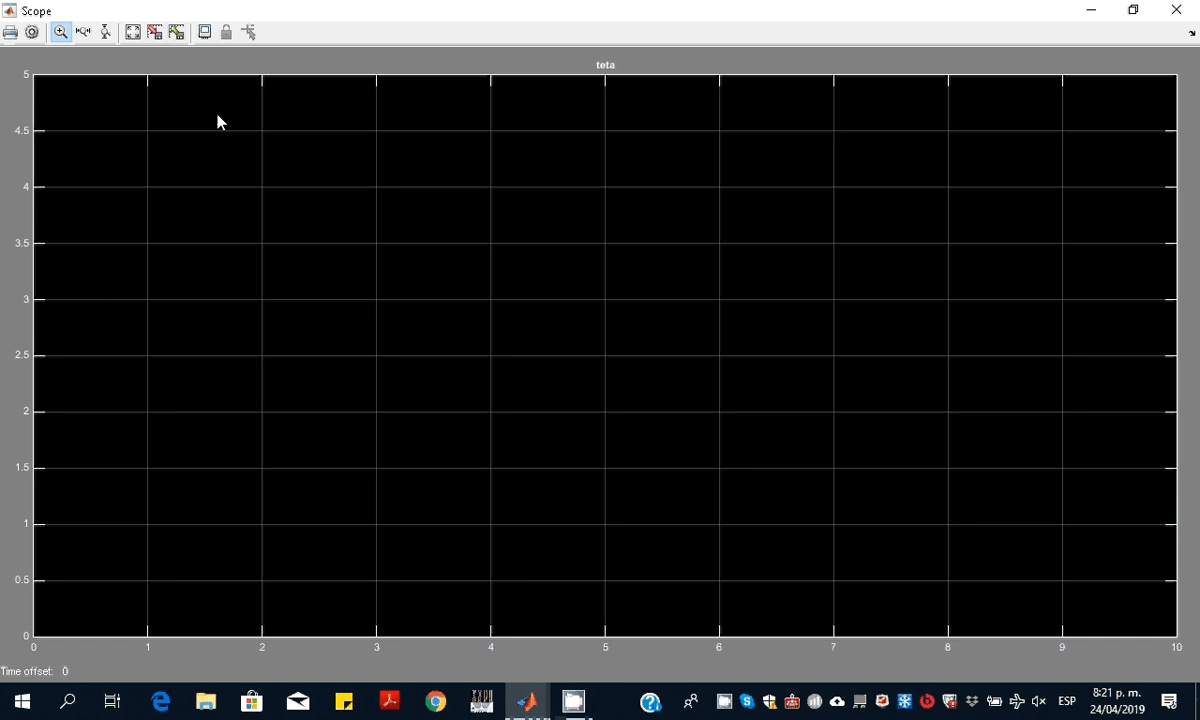 Scope
teta
5
4.5
4
3.5
3
2.5
2
1.5
1
0.5
0
0 1 2 3 4 5 6 7 8 9 10
Time offset: 0
ESP
8:21 p. m.
24/04/2019